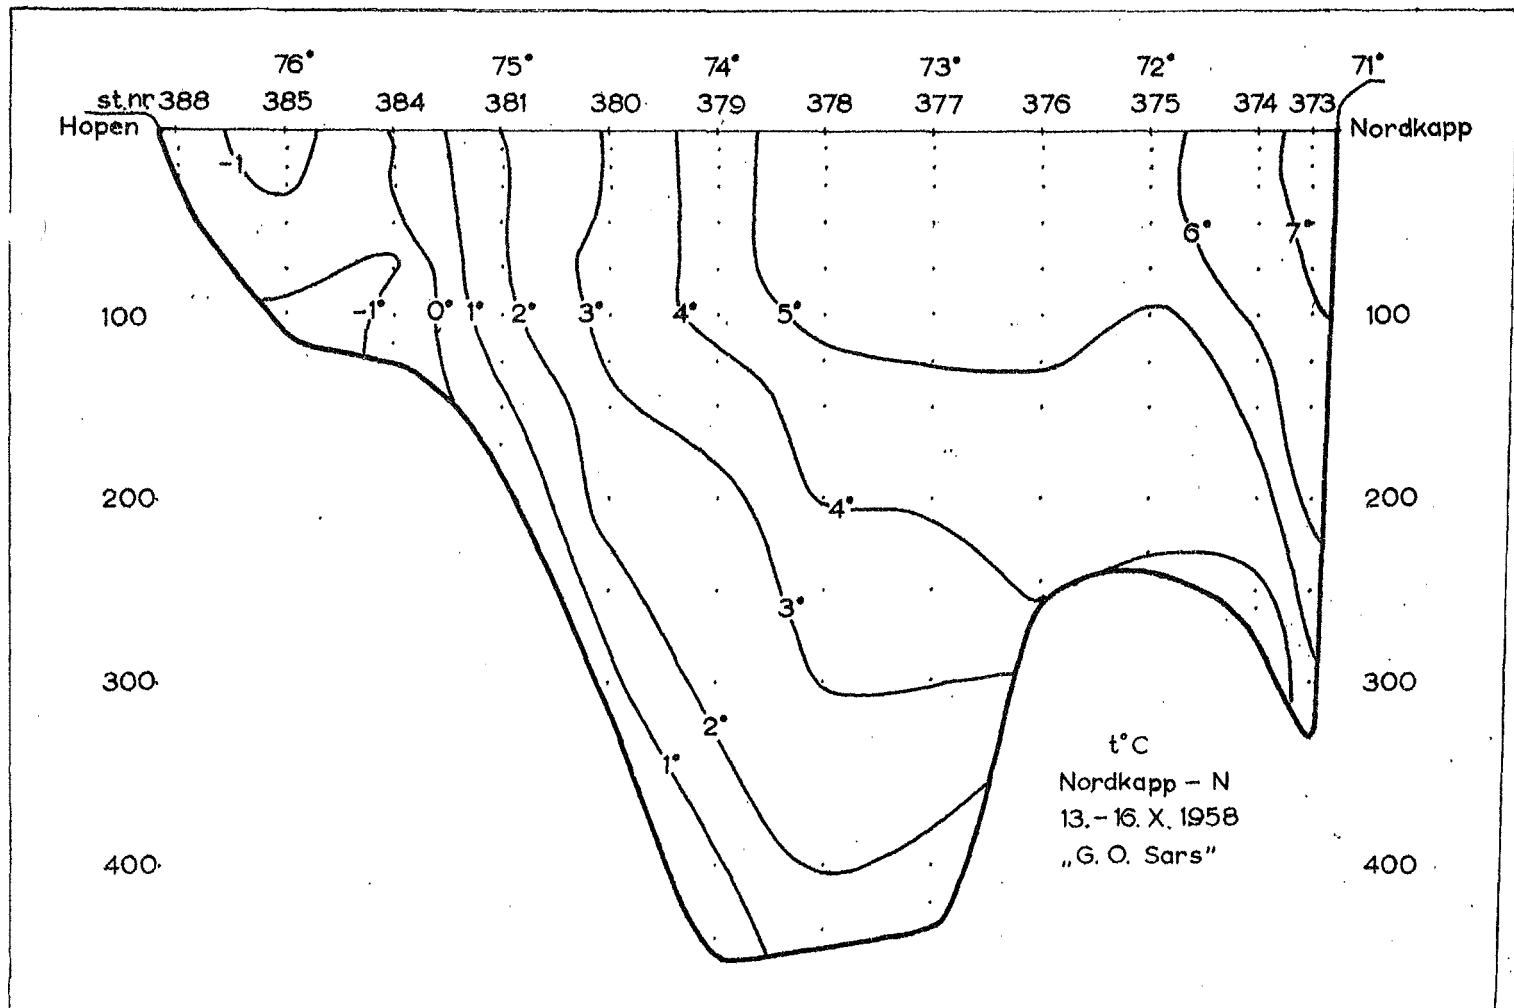 76° 75° 74° 73° 72° 71°
st.nr 388 385 384 381 380 379 378 377 376 375 374 373
Hopen Nordkapp
-1
6° 7°
100 -1° 0° 1° 2° 3° 4° 5° 100
200 4° 200
3°
300 300
2°
1° t°C
Nordkapp – N
13.–16. X. 1958
400 „G. O. Sars” 400